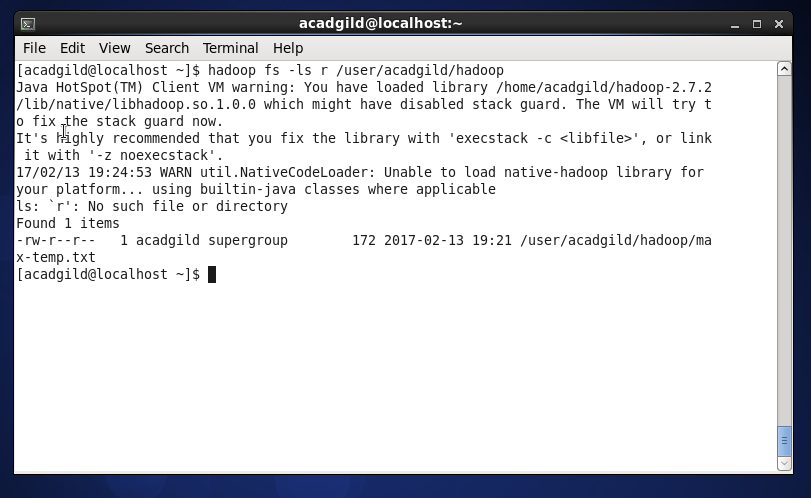 acadgild@localhost:~
File Edit View Search Terminal Help
[acadgild@localhost ~]$ hadoop fs -ls r /user/acadgild/hadoop
Java HotSpot(TM) Client VM warning: You have loaded library /home/acadgild/hadoop-2.7.2
/lib/native/libhadoop.so.1.0.0 which might have disabled stack guard. The VM will try t
o fix the stack guard now.
It's highly recommended that you fix the library with 'execstack -c <libfile>', or link
 it with '-z noexecstack'.
17/02/13 19:24:53 WARN util.NativeCodeLoader: Unable to load native-hadoop library for
your platform... using builtin-java classes where applicable
ls: `r': No such file or directory
Found 1 items
-rw-r--r--   1 acadgild supergroup        172 2017-02-13 19:21 /user/acadgild/hadoop/ma
x-temp.txt
[acadgild@localhost ~]$